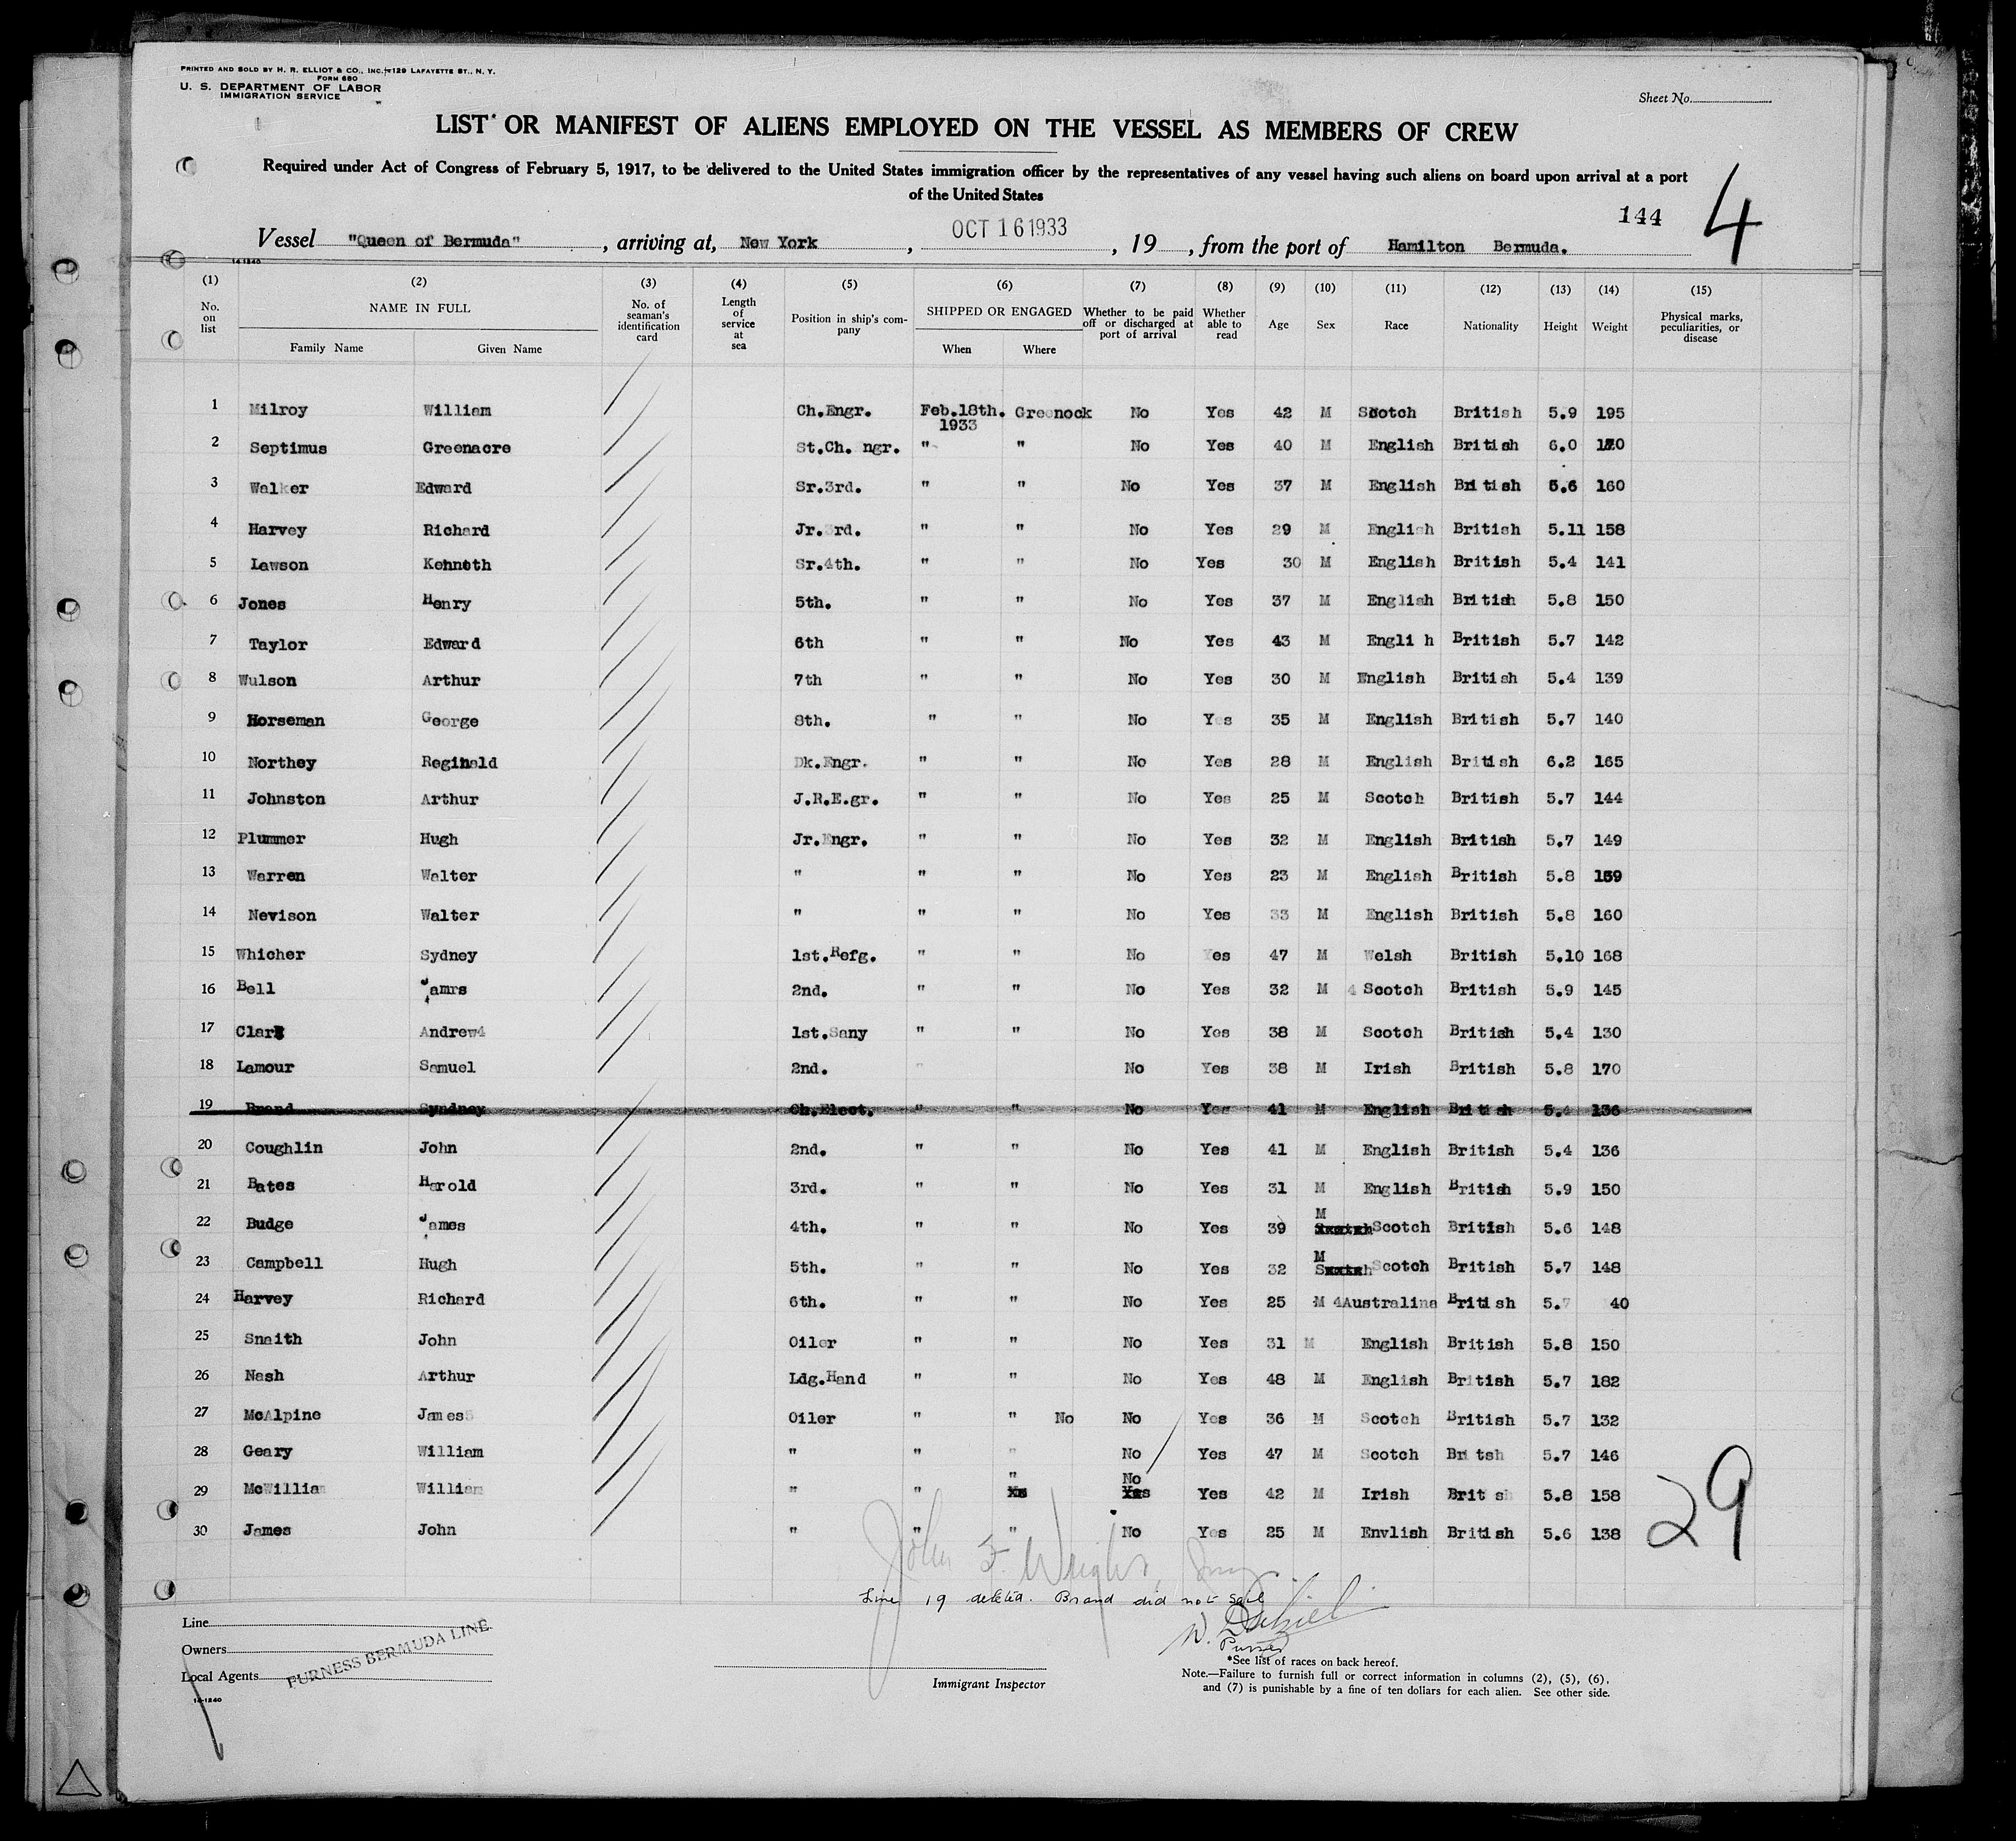 PRINTED AND SOLD BY H. R. ELLIOT & CO., INC., 129 LAFAYETTE ST., N. Y.
FORM 680
U. S. DEPARTMENT OF LABOR
IMMIGRATION SERVICE
Sheet No.
LIST OR MANIFEST OF ALIENS EMPLOYED ON THE VESSEL AS MEMBERS OF CREW
Required under Act of Congress of February 5, 1917, to be delivered to the United States immigration officer by the representatives of any vessel having such aliens on board upon arrival at a port
of the United States
144 4
Vessel "Queen of Bermuda", arriving at, New York, OCT 16 1933, 19 , from the port of Hamilton Bermuda.
14-1240
(1) (2) (3) (4) (5) (6) (7) (8) (9) (10) (11) (12) (13) (14) (15)
No. on list NAME IN FULL Family Name Given Name No. of seaman's identification card Length of service at sea Position in ship's company SHIPPED OR ENGAGED When Where Whether to be paid off or discharged at port of arrival Whether able to read Age Sex Race Nationality Height Weight Physical marks, peculiarities, or disease
1 Milroy William Ch.Engr. Feb.18th. 1933 Greenock No Yes 42 M Scotch British 5.9 195
2 Septimus Greenacre St.Ch. ngr. " " No Yes 40 M English British 6.0
3 Walker Edward Sr.3rd. " " No Yes 37 M English British 5.6 160
4 Harvey Richard Jr.3rd. " " No Yes 29 M English British 5.11 158
5 Lawson Kenneth Sr.4th. " " No Yes 30 M English British 5.4 141
6 Jones Henry 5th. " " No Yes 37 M English British 5.8 150
7 Taylor Edward 6th " " No Yes 43 M Engli h British 5.7 142
8 Wulson Arthur 7th " " No Yes 30 M English British 5.4 139
9 Horseman George 8th. " " No Yes 35 M English British 5.7 140
10 Northey Reginald Dk.Engr. " " No Yes 28 M English British 6.2 165
11 Johnston Arthur J.R.E.gr. " " No Yes 25 M Scotch British 5.7 144
12 Plummer Hugh Jr.Engr. " " No Yes 32 M English British 5.7 149
13 Warren Walter " " " No Yes 23 M English British 5.8
14 Nevison Walter " " " No Yes 33 M English British 5.8 160
15 Whicher Sydney 1st.Refg. " " No Yes 47 M Welsh British 5.10 168
16 Bell Jamrs 2nd. " " No Yes 32 M 4 Scotch British 5.9 145
17 Clark Andrew4 1st.Sany " " No Yes 38 M Scotch British 5.4 130
18 Lamour Samuel 2nd. " No Yes 38 M Irish British 5.8 170
19 Brand Syndney Ch.Elect. " " No Yes 41 M English British 5.4 136
20 Coughlin John 2nd. " " No Yes 41 M English British 5.4 136
21 Bates Harold 3rd. " " No Yes 31 M English British 5.9 150
22 Budge James 4th. " " No Yes 39 M Scotch Scotch British 5.6 148
23 Campbell Hugh 5th. " " No Yes 32 M Scotch Scotch British 5.7 148
24 Harvey Richard 6th. " " No Yes 25 M 4Australina British 5.7 40
25 Snaith John Oiler " " No Yes 31 M English British 5.8 150
26 Nash Arthur Ldg.Hand " " No Yes 48 M English British 5.7 182
27 McAlpine James5 Oiler " " No No Yes 36 M Scotch British 5.7 132
28 Geary William " " " No Yes 47 M Scotch Bri tsh 5.7 146
29 McWilliam William " " " No Yes Yes 42 M Irish Brit sh 5.8 158
30 James John " " " No Yes 25 M Envlish British 5.6 138
29
John F. Wright,
Line 19 deleted. Brand did not sail
Purser
Line
Owners
Local Agents
FURNESS BERMUDA LINE
14-1240
Immigrant Inspector
*See list of races on back hereof.
Note.—Failure to furnish full or correct information in columns (2), (5), (6),
and (7) is punishable by a fine of ten dollars for each alien. See other side.